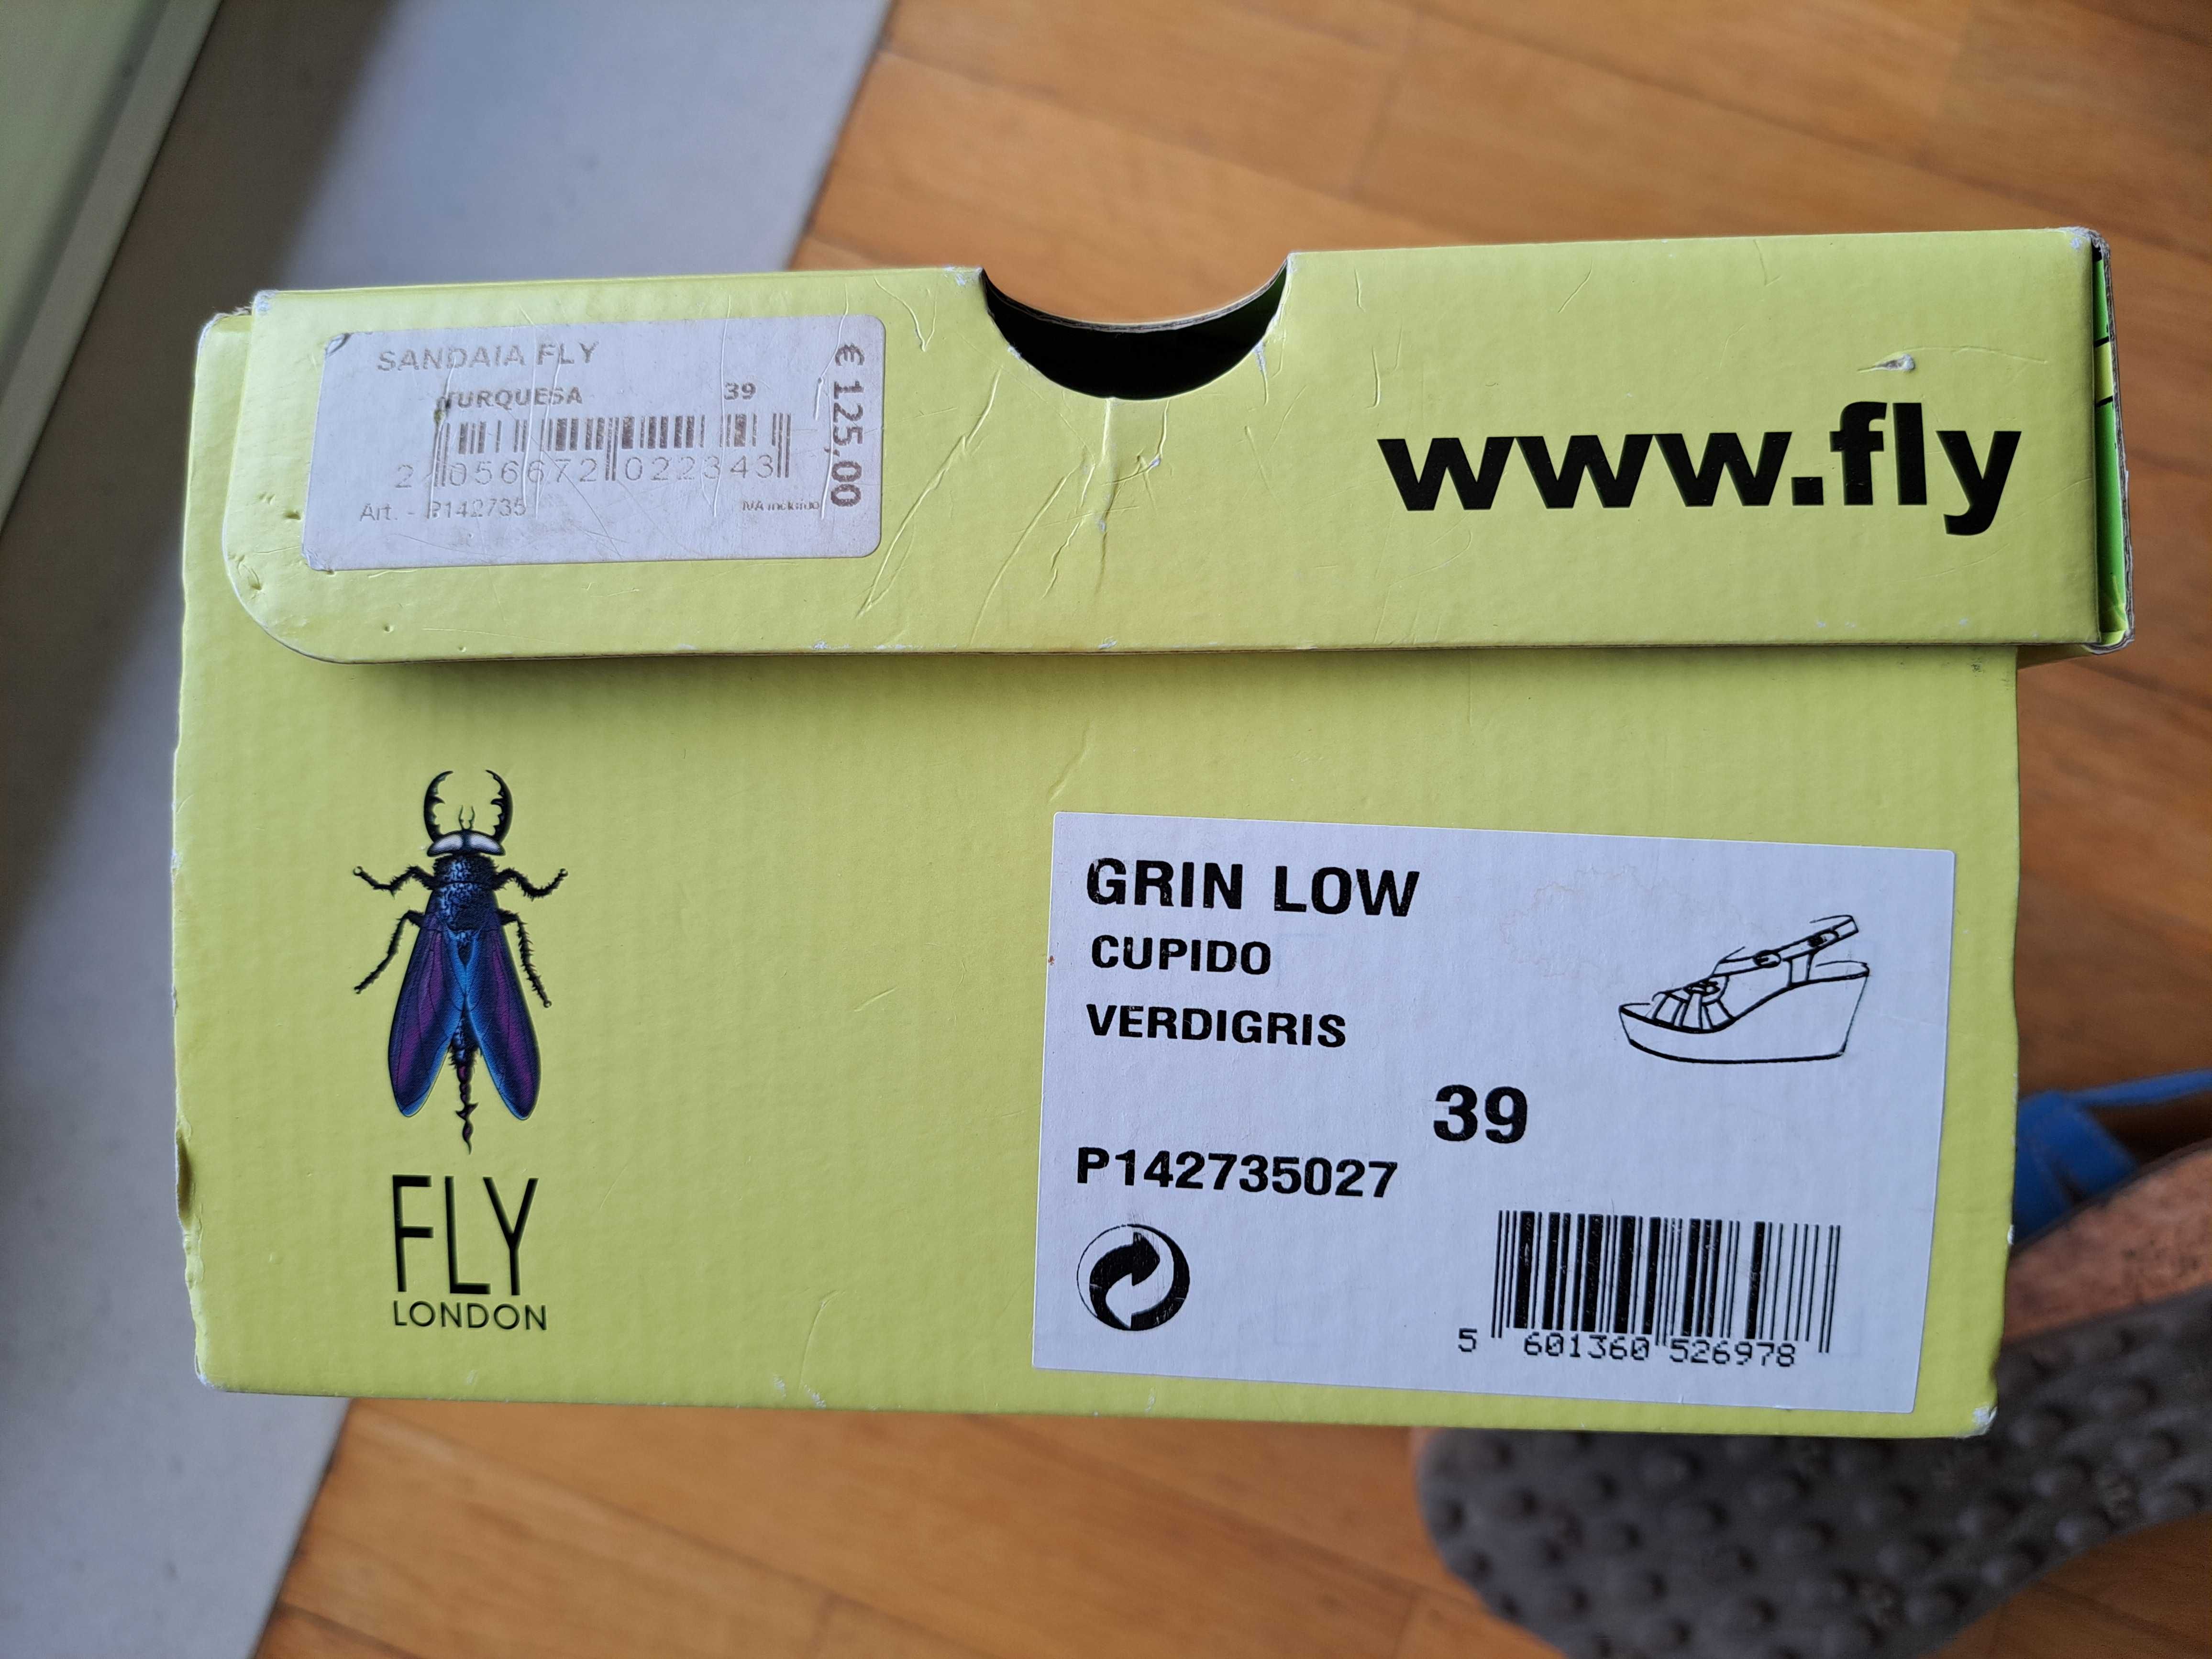 SANDAIA FLY
TURQUESA 39
€ 125,00
2 056672 022343
Art. - P142735
IVA incluido
www.fly
FLY
LONDON
GRIN LOW
CUPIDO
VERDIGRIS
39
P142735027
5 601360 526978